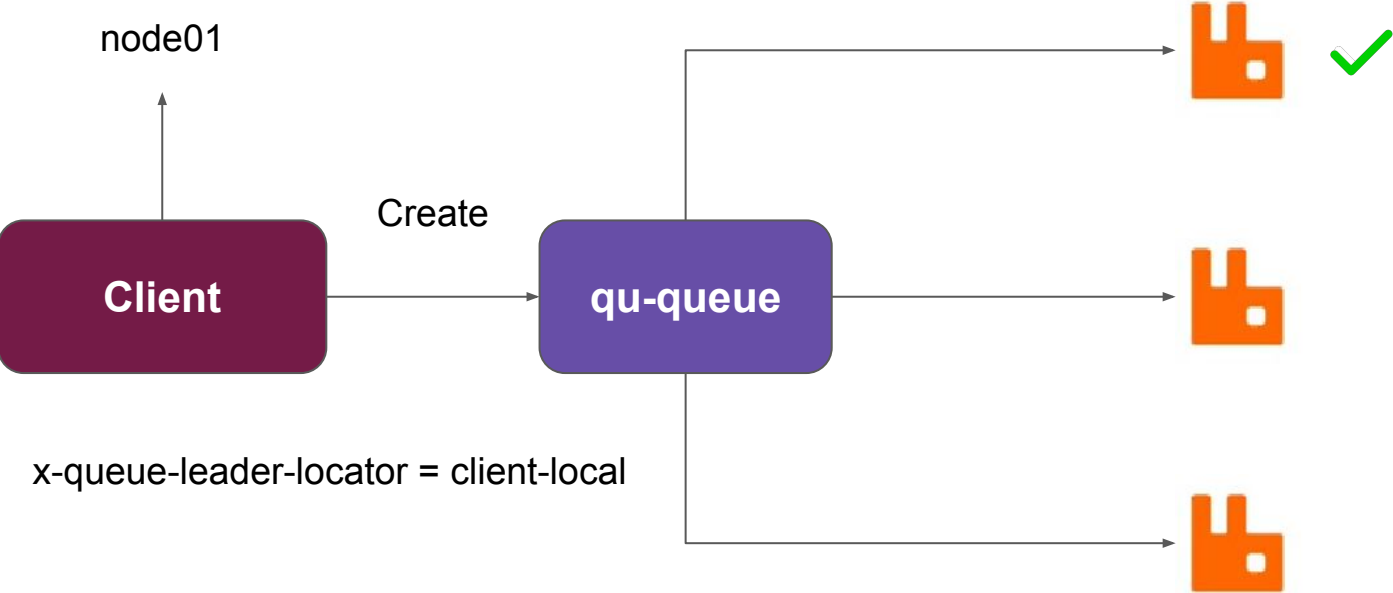 node01
Create
Client
qu-queue
x-queue-leader-locator = client-local